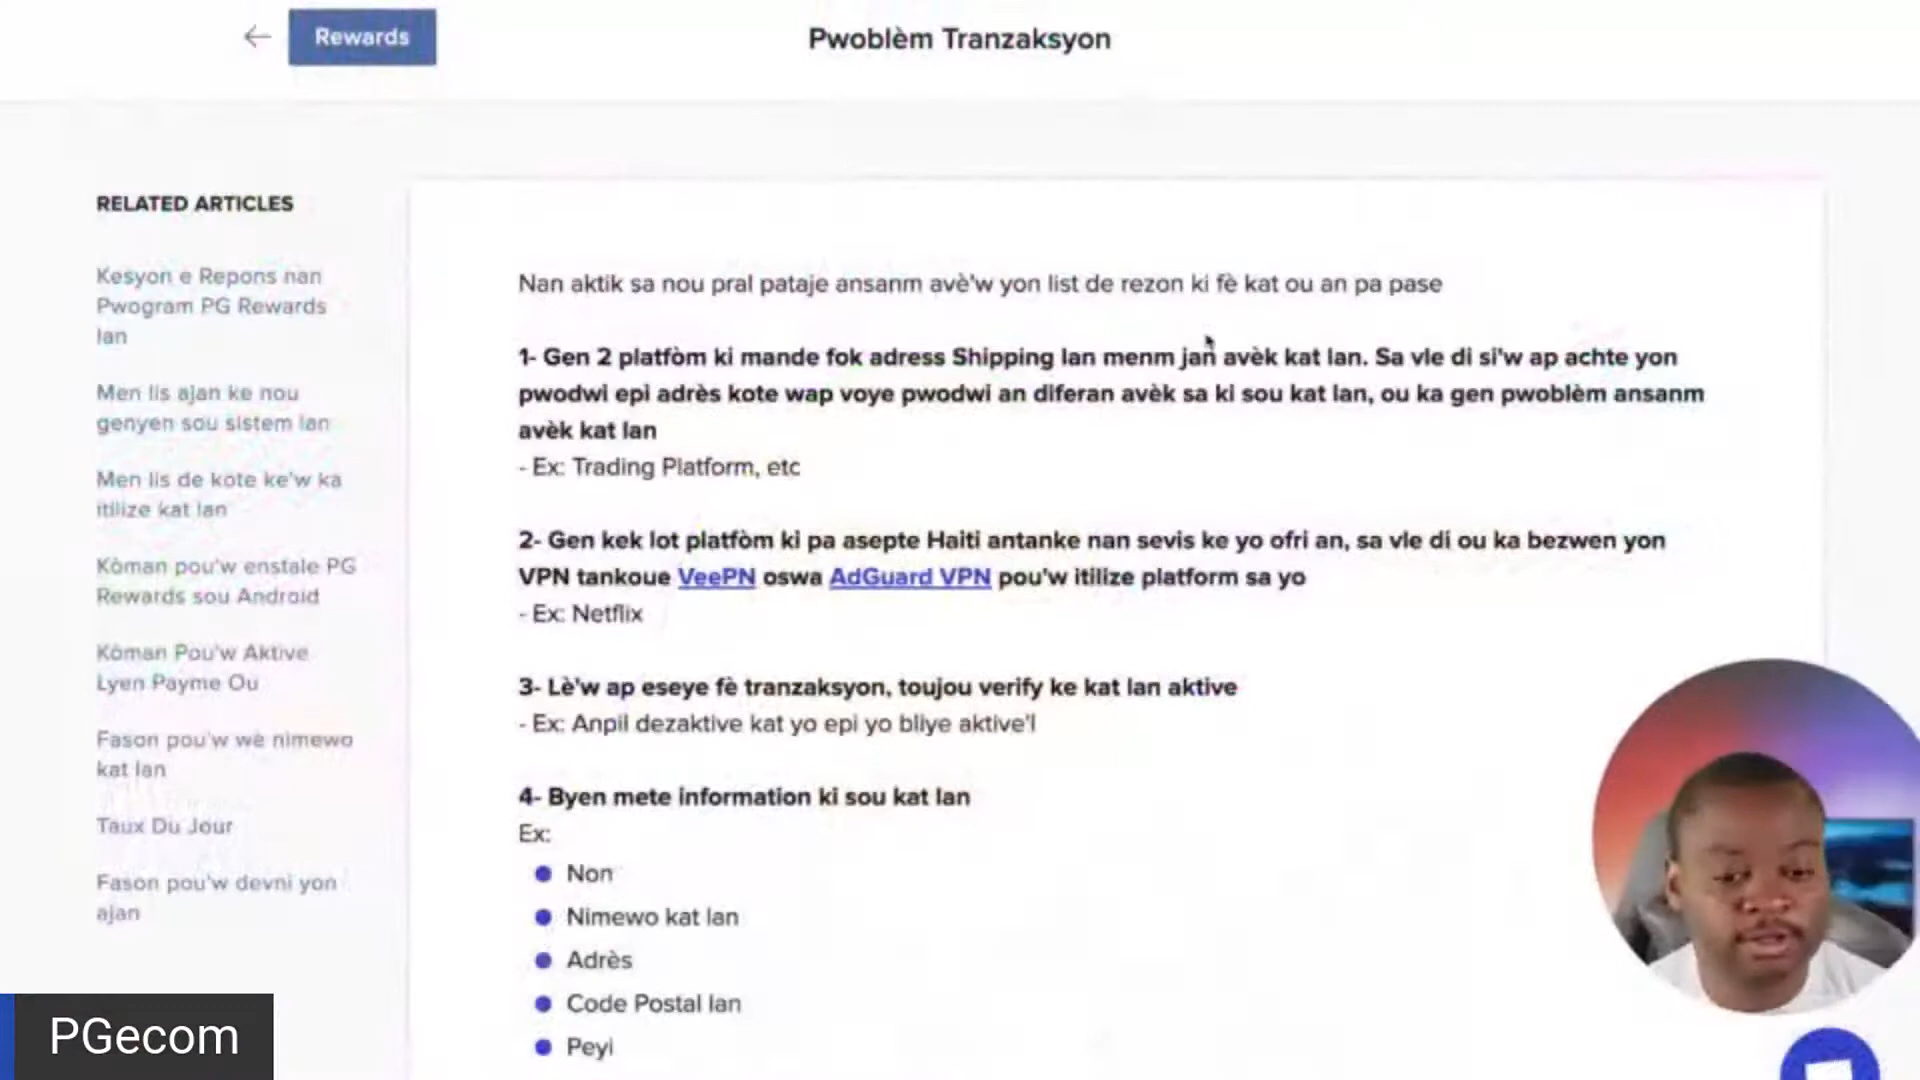 Rewards
Pwoblèm Tranzaksyon
RELATED ARTICLES
Kesyon e Repons nan
Pwogram PG Rewards
lan
Men lis ajan ke nou
genyen sou sistem lan
Men lis de kote ke'w ka
itilize kat lan
Kòman pou'w enstale PG
Rewards sou Android
Kòman Pou'w Aktive
Lyen Payme Ou
Fason pou'w wè nimewo
kat lan
Taux Du Jour
Fason pou'w devni yon
ajan
Nan aktik sa nou pral pataje ansanm avè'w yon list de rezon ki fè kat ou an pa pase
1- Gen 2 platfòm ki mande fok adress Shipping lan menm jan avèk kat lan. Sa vle di si'w ap achte yon
pwodwi epi adrès kote wap voye pwodwi an diferan avèk sa ki sou kat lan, ou ka gen pwoblèm ansanm
avèk kat lan
- Ex: Trading Platform, etc
2- Gen kek lot platfòm ki pa asepte Haiti antanke nan sevis ke yo ofri an, sa vle di ou ka bezwen yon
VPN tankoue VeePN oswa AdGuard VPN pou'w itilize platform sa yo
- Ex: Netflix
3- Lè'w ap eseye fè tranzaksyon, toujou verify ke kat lan aktive
- Ex: Anpil dezaktive kat yo epi yo bliye aktive'l
4- Byen mete information ki sou kat lan
Ex:
Non
Nimewo kat lan
Adrès
Code Postal lan
Peyi
PGecom